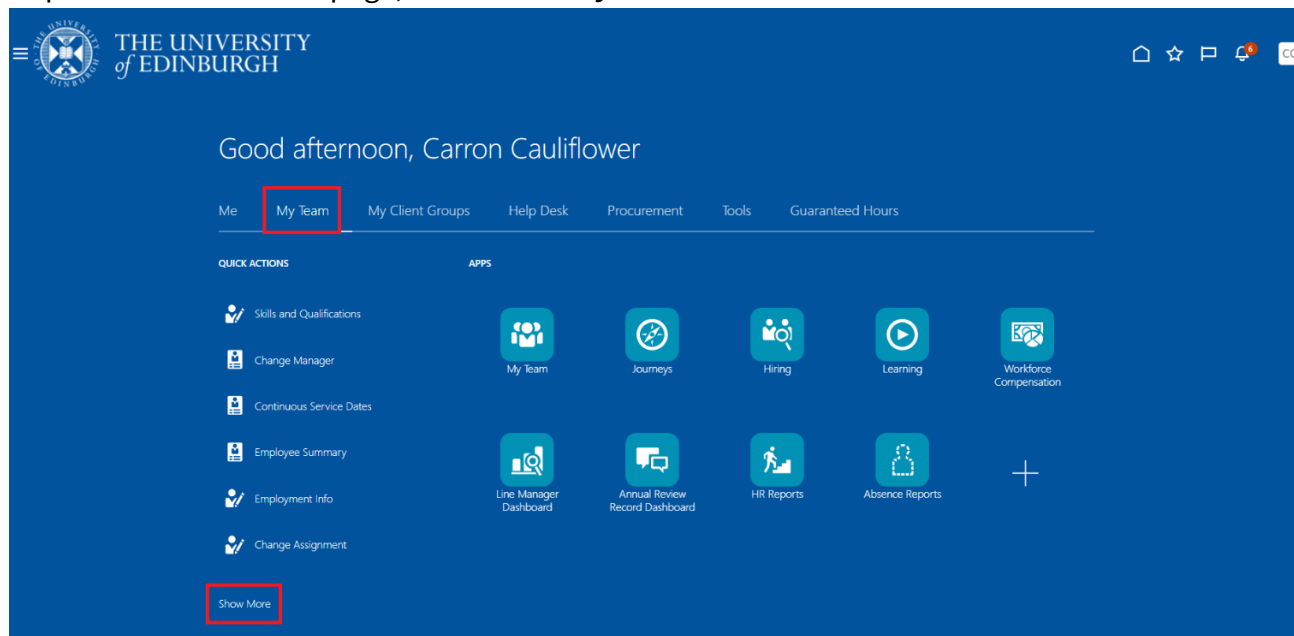 THE UNIVERSITY
of EDINBURGH
6
Good afternoon, Carron Cauliflower
Me My Team My Client Groups Help Desk Procurement Tools Guaranteed Hours
QUICK ACTIONS
Skills and Qualifications
Change Manager
Continuous Service Dates
Employee Summary
Employment Info
Change Assignment
Show More
APPS
My Team
Journeys
Hiring
Learning
Workforce
Compensation
Line Manager
Dashboard
Annual Review
Record Dashboard
HR Reports
Absence Reports